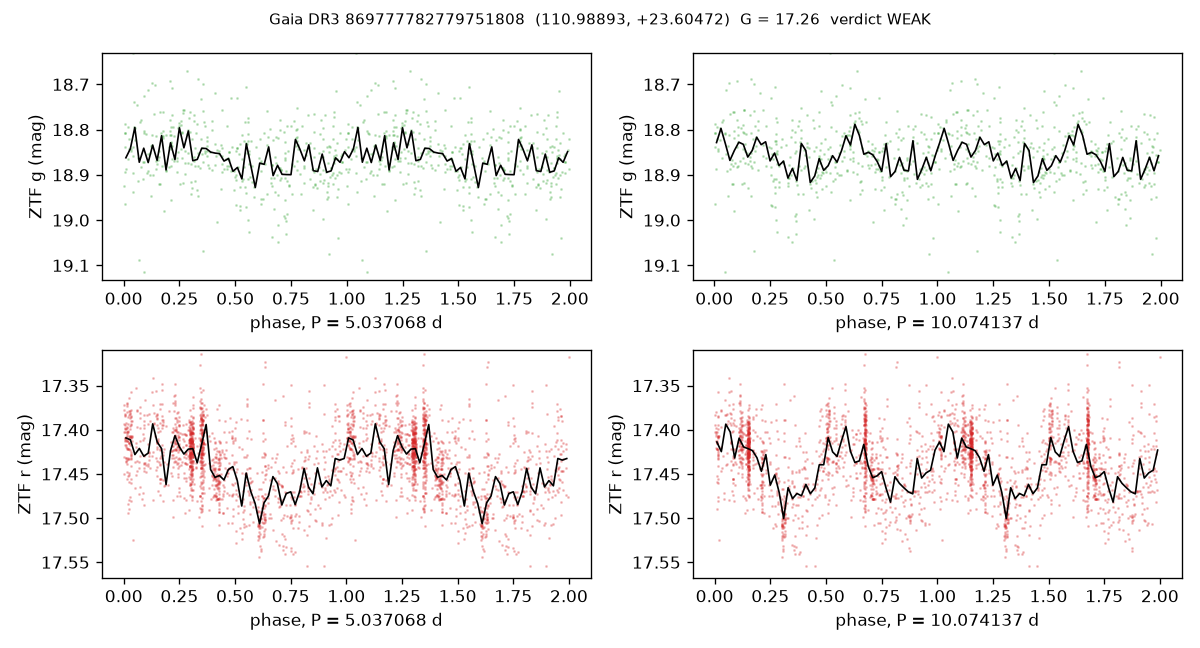 Gaia DR3 869777782779751808  (110.98893, +23.60472)  G = 17.26  verdict WEAK
ZTF g (mag)
18.7
18.8
18.9
19.0
19.1
0.00 0.25 0.50 0.75 1.00 1.25 1.50 1.75 2.00
phase, P = 5.037068 d
ZTF g (mag)
18.7
18.8
18.9
19.0
19.1
0.00 0.25 0.50 0.75 1.00 1.25 1.50 1.75 2.00
phase, P = 10.074137 d
ZTF r (mag)
17.35
17.40
17.45
17.50
17.55
0.00 0.25 0.50 0.75 1.00 1.25 1.50 1.75 2.00
phase, P = 5.037068 d
ZTF r (mag)
17.35
17.40
17.45
17.50
17.55
0.00 0.25 0.50 0.75 1.00 1.25 1.50 1.75 2.00
phase, P = 10.074137 d